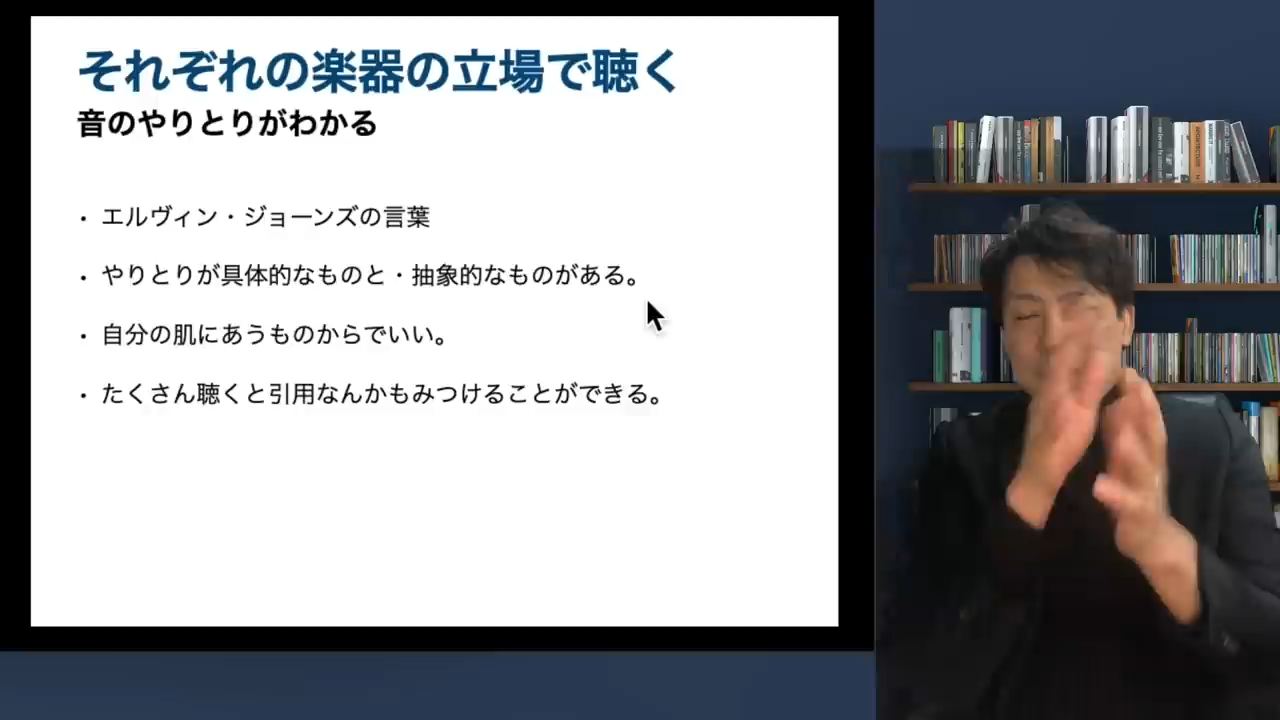 それぞれの楽器の立場で聴く
音のやりとりがわかる
・エルヴィン・ジョーンズの言葉
・やりとりが具体的なものと・抽象的なものがある。
・自分の肌にあうものからでいい。
・たくさん聴くと引用なんかもみつけることができる。